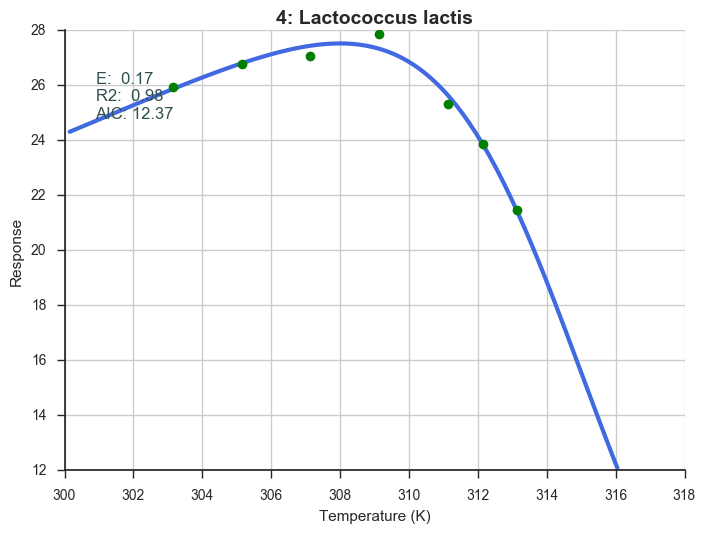 4: Lactococcus lactis
28
26
24
22
20
18
16
14
12
Response
E:  0.17
R2:  0.98
AIC: 12.37
300 302 304 306 308 310 312 314 316 318
Temperature (K)